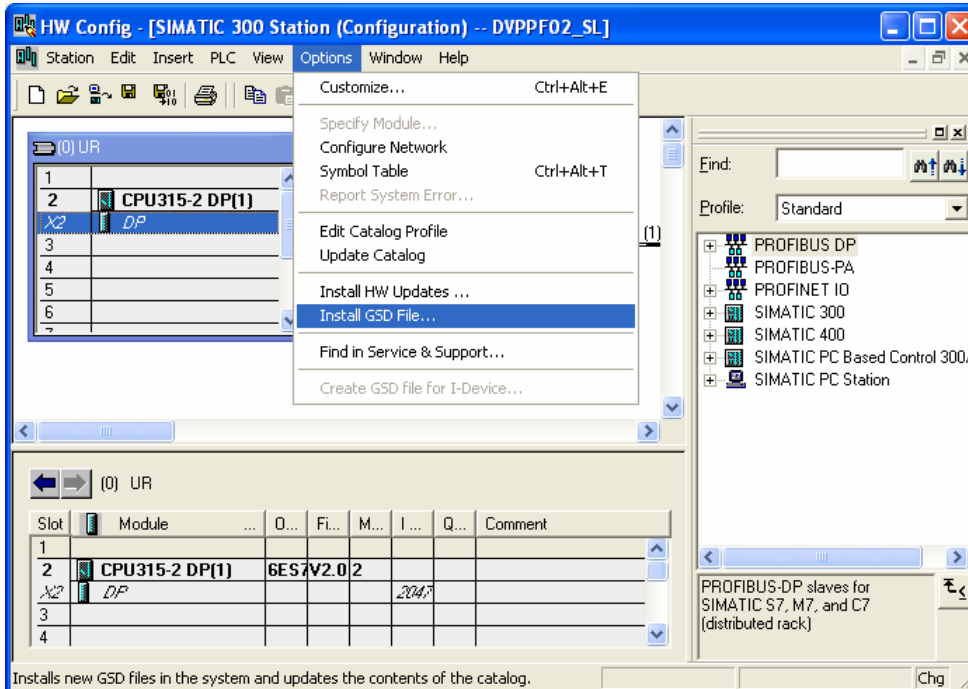 HW Config - [SIMATIC 300 Station (Configuration) -- DVPPF02_SL]
Station Edit Insert PLC View Options Window Help
Customize... Ctrl+Alt+E
Specify Module...
Configure Network
Symbol Table Ctrl+Alt+T
Report System Error...
Edit Catalog Profile
Update Catalog
Install HW Updates ...
Install GSD File...
Find in Service & Support...
Create GSD file for I-Device...
(0) UR
1
2 CPU315-2 DP(1)
X2 DP
3
4
5
6
7
(1)
Find:
Profile: Standard
PROFIBUS DP
PROFIBUS-PA
PROFINET IO
SIMATIC 300
SIMATIC 400
SIMATIC PC Based Control 300/
SIMATIC PC Station
(0) UR
Slot Module ... O... Fi... M... I ... Q... Comment
1
2 CPU315-2 DP(1) 6ES7 V2.0 2
X2 DP 2047
3
4
PROFIBUS-DP slaves for
SIMATIC S7, M7, and C7
(distributed rack)
Installs new GSD files in the system and updates the contents of the catalog. Chg